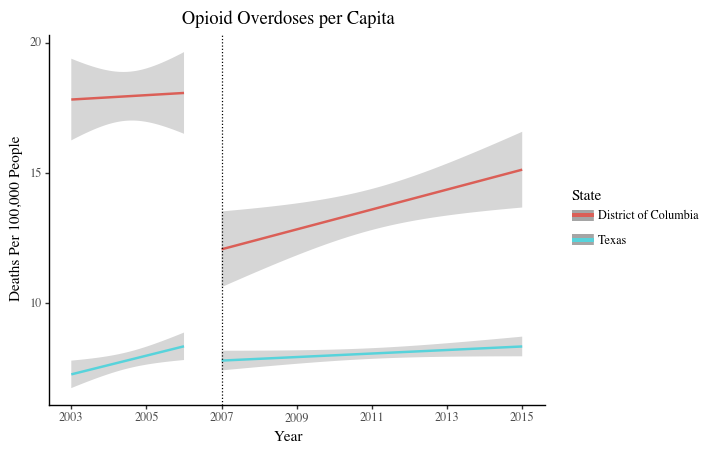 Opioid Overdoses per Capita
Deaths Per 100,000 People
20
15
10
2003 2005 2007 2009 2011 2013 2015
Year
State
District of Columbia
Texas